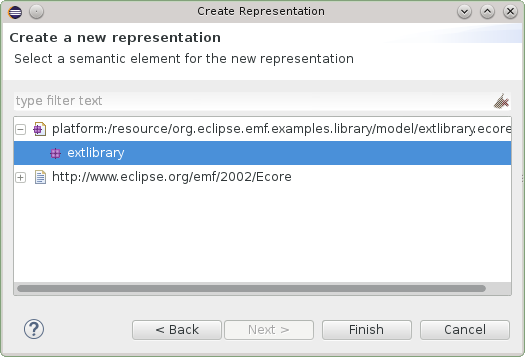 Create Representation
Create a new representation
Select a semantic element for the new representation
type filter text
platform:/resource/org.eclipse.emf.examples.library/model/extlibrary.ecore
extlibrary
http://www.eclipse.org/emf/2002/Ecore
?
< Back
Next >
Finish
Cancel